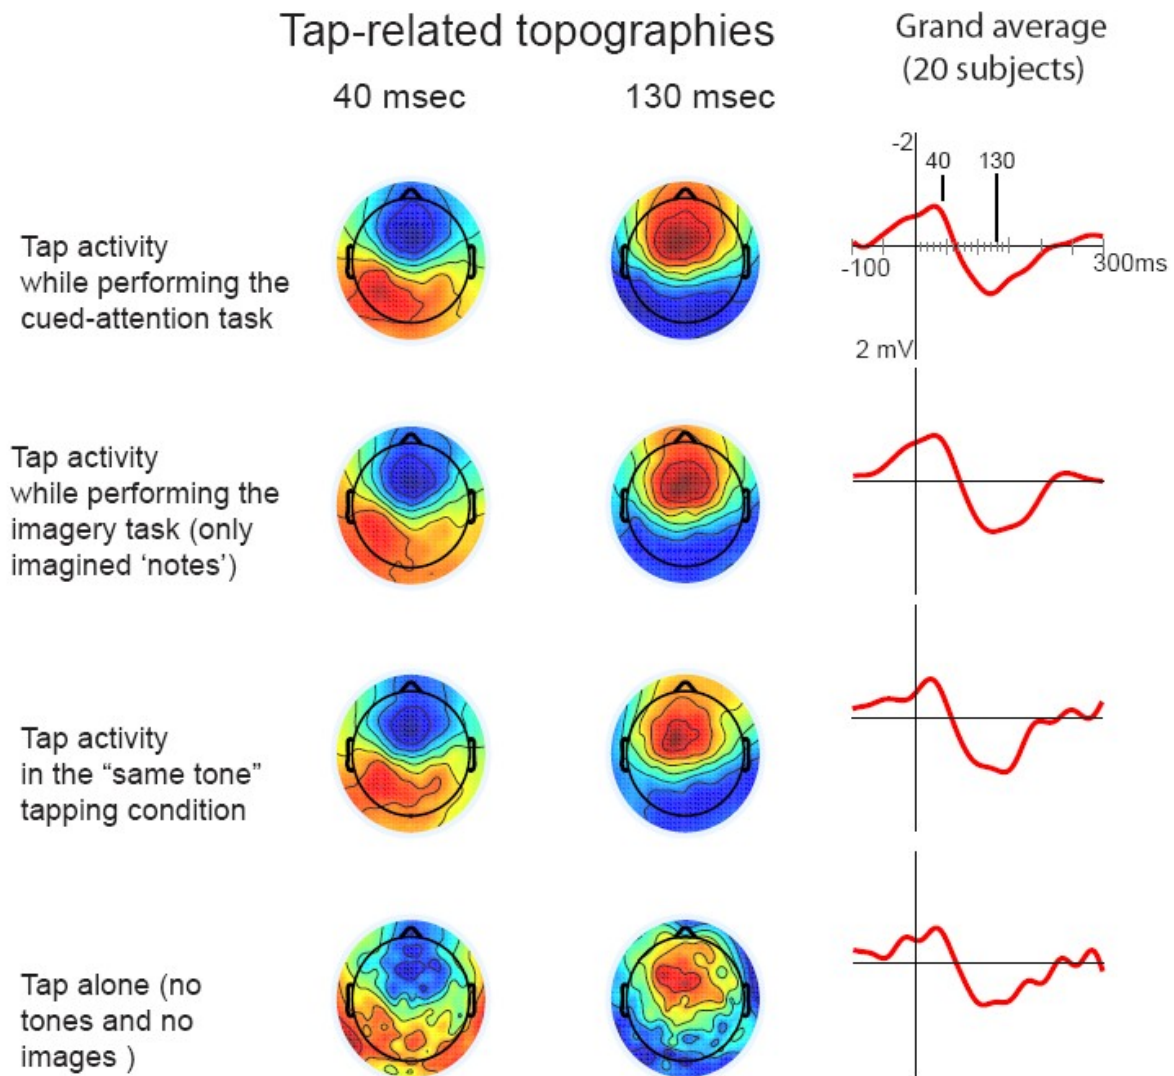 Tap-related topographies
Grand average
(20 subjects)
40 msec
130 msec
-2
40
130
-100
300ms
2 mV
Tap activity
while performing the
cued-attention task
Tap activity
while performing the
imagery task (only
imagined ‘notes’)
Tap activity
in the “same tone”
tapping condition
Tap alone (no
tones and no
images )